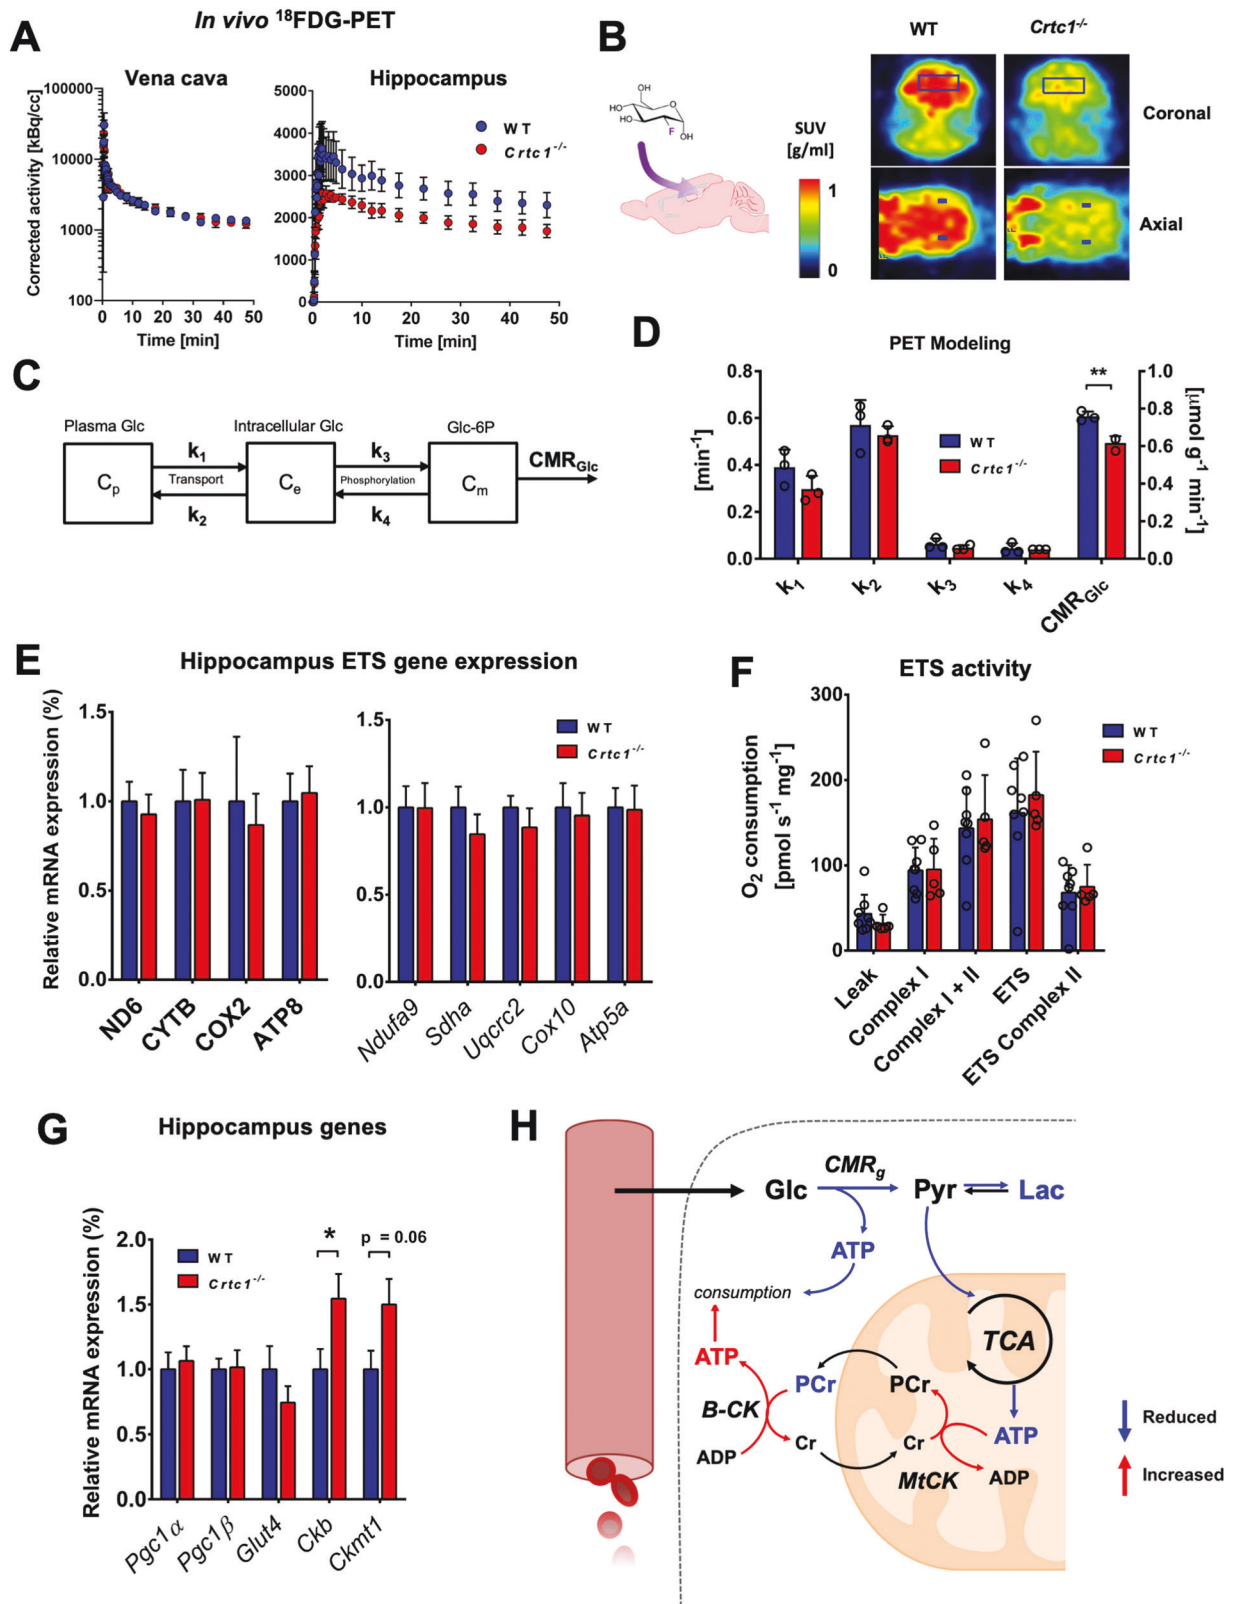 In vivo ¹⁸FDG-PET
A
Vena cava
Hippocampus
Corrected activity [kBq/cc]
100000
10000
1000
100
0 10 20 30 40 50
Time [min]
5000
4000
3000
2000
1000
0
0 10 20 30 40 50
Time [min]
WT
Crtc1⁻/⁻
B
WT
Crtc1⁻/⁻
OH
HO
HO
F
OH
SUV
[g/ml]
1
0
Coronal
Axial
C
Plasma Glc
Intracellular Glc
Glc-6P
Cp
Ce
Cm
k₁
Transport
k₂
k₃
Phosphorylation
k₄
CMRGlc
D
PET Modeling
[min⁻¹]
0.8
0.6
0.4
0.2
0.0
WT
Crtc1⁻/⁻
**
1.0
0.8
0.6
0.4
0.2
0.0
[μmol g⁻¹ min⁻¹]
k₁
k₂
k₃
k₄
CMRGlc
E
Hippocampus ETS gene expression
Relative mRNA expression (%)
1.5
1.0
0.5
0.0
ND6
CYTB
COX2
ATP8
1.5
1.0
0.5
0.0
WT
Crtc1⁻/⁻
Ndufa9
Sdha
Uqcrc2
Cox10
Atp5a
F
ETS activity
O₂ consumption
[pmol s⁻¹ mg⁻¹]
300
200
100
0
WT
Crtc1⁻/⁻
Leak
Complex I
Complex I + II
ETS
ETS Complex II
G
Hippocampus genes
Relative mRNA expression (%)
2.0
1.5
1.0
0.5
0.0
WT
Crtc1⁻/⁻
*
p = 0.06
Pgc1α
Pgc1β
Glut4
Ckb
Ckmt1
H
Glc
CMRg
Pyr
Lac
ATP
consumption
ATP
TCA
PCr
PCr
B-CK
ADP
Cr
Cr
ATP
MtCK
ADP
Reduced
Increased